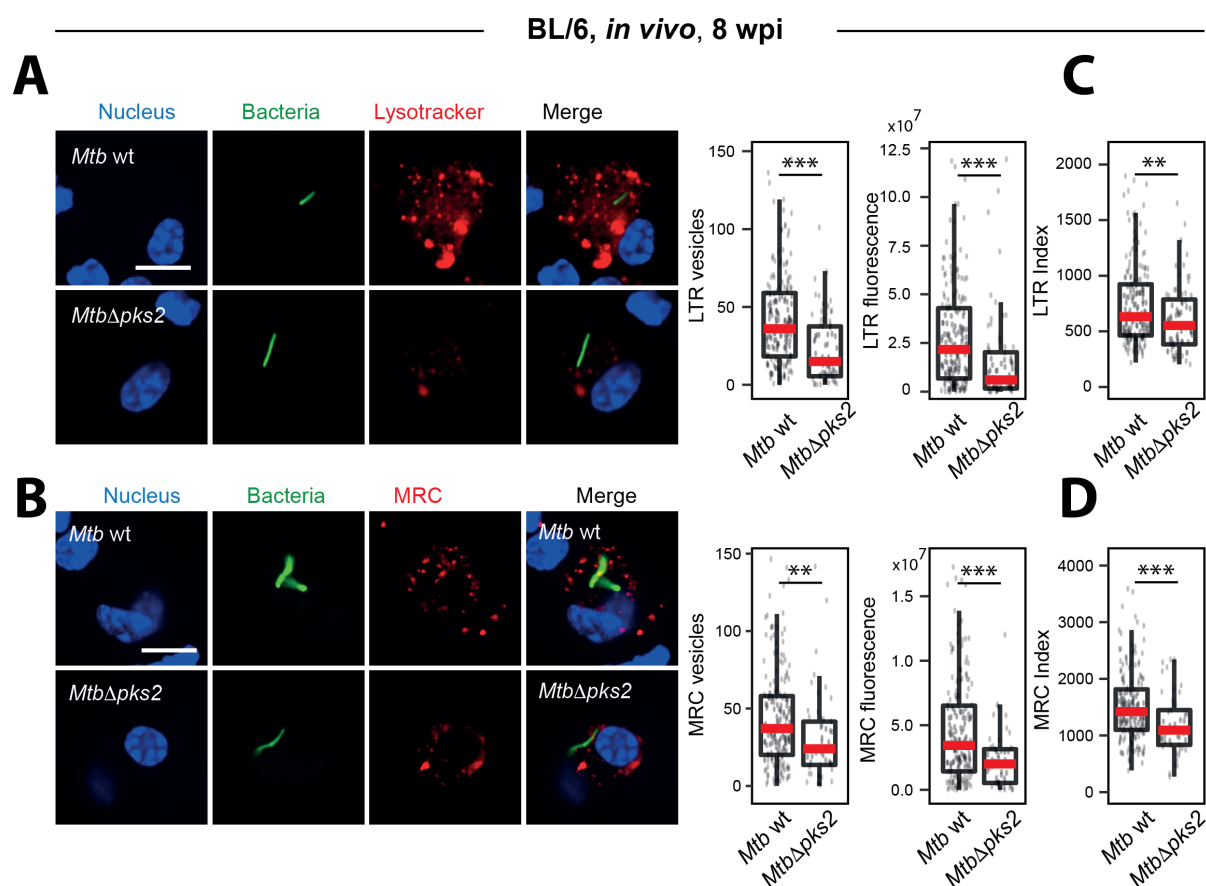 BL/6, in vivo, 8 wpi
A
Nucleus Bacteria Lysotracker Merge
Mtb wt
MtbΔpks2
LTR vesicles
150
100
50
0
***
Mtb wt
MtbΔpks2
LTR fluorescence
x10⁷
12.5
10.0
7.5
5.0
2.5
0
***
Mtb wt
MtbΔpks2
C
LTR Index
2000
1500
1000
500
0
**
Mtb wt
MtbΔpks2
B
Nucleus Bacteria MRC Merge
Mtb wt
Mtb wt
MtbΔpks2
MtbΔpks2
MRC vesicles
150
100
50
0
**
Mtb wt
MtbΔpks2
MRC fluorescence
x10⁷
1.5
1.0
5.0
0.0
***
Mtb wt
MtbΔpks2
D
MRC Index
4000
3000
2000
1000
0
***
Mtb wt
MtbΔpks2